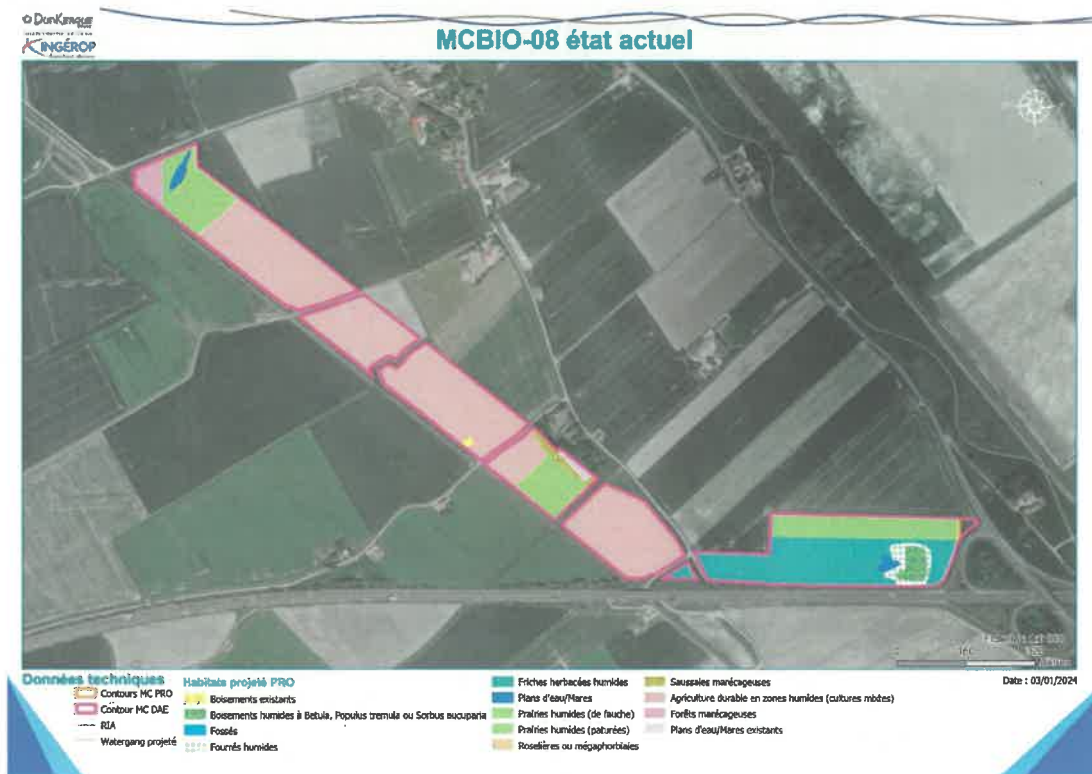 DunKerque
INGÉROP
MCBIO-08 état actuel
Données techniques
Contours MC PRO
Contour MC DAE
RIA
Watergang projeté
Habitats projeté PRO
Boisements existants
Boisements humides à Betula, Populus tremula ou Sorbus aucuparia
Fossés
Fourrés humides
Friches herbacées humides
Plans d'eau/Mares
Prairies humides (de fauche)
Prairies humides (paturées)
Roselières ou mégaphorbiaies
Saussaies marécageuses
Agriculture durable en zones humides (cultures mixtes)
Forêts marécageuses
Plans d'eau/Mares existants
Date : 03/01/2024